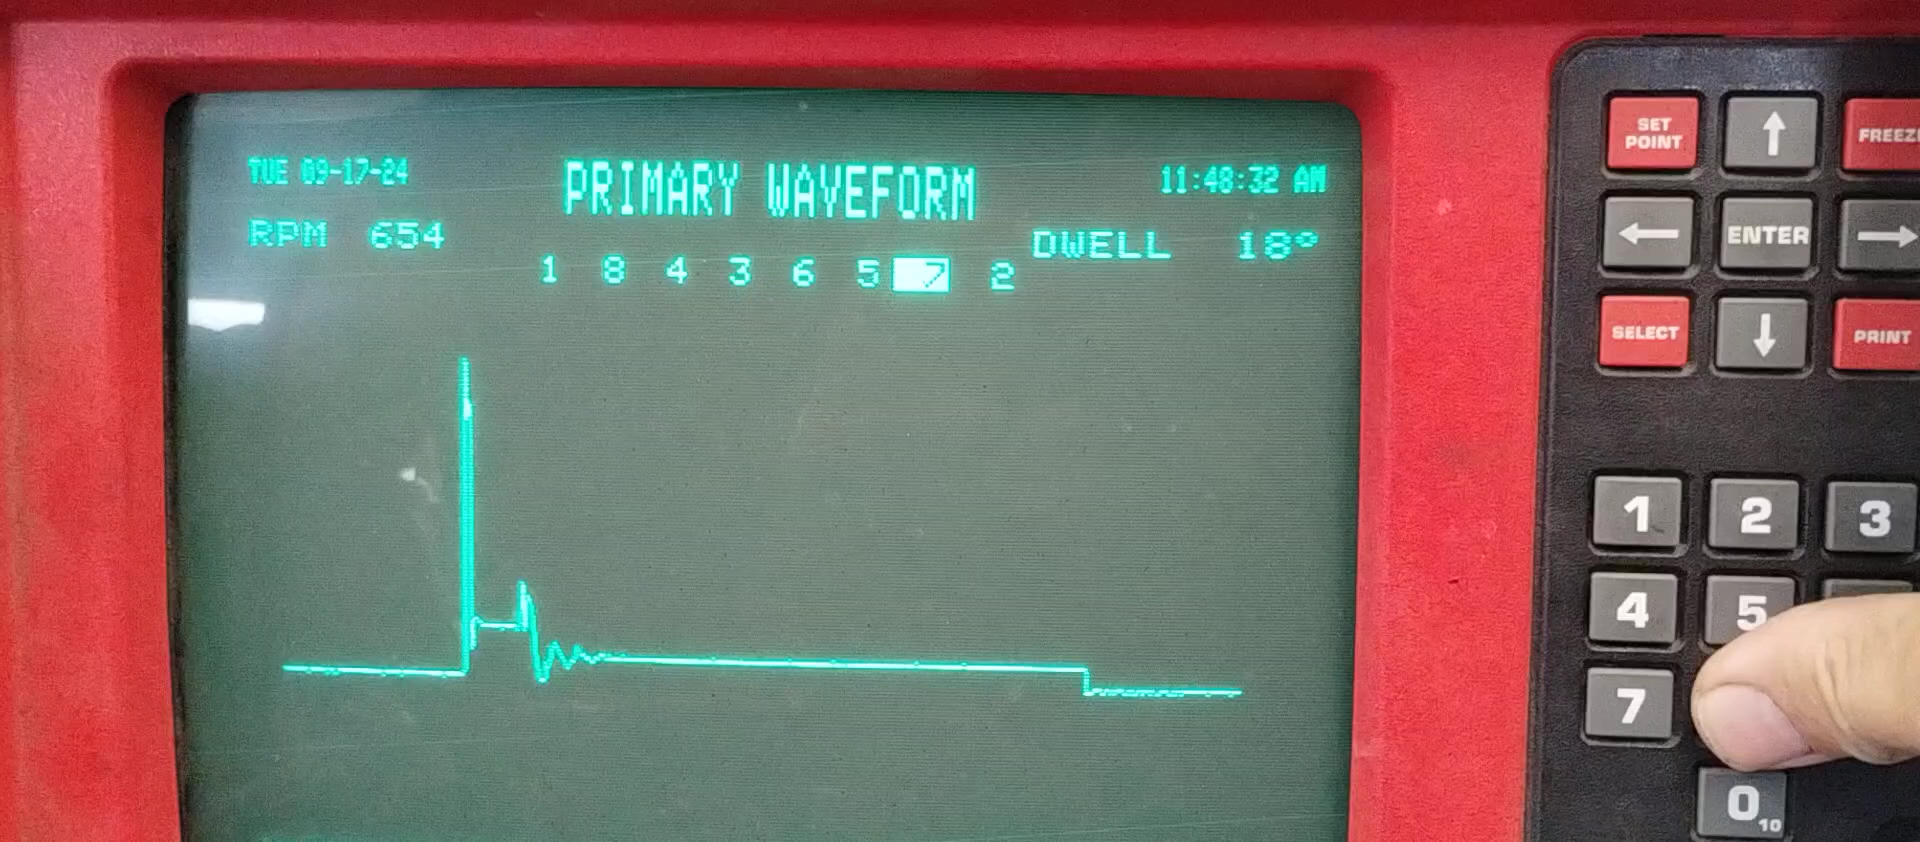 TUE 09-17-24
PRIMARY WAVEFORM
11:48:32 AM
RPM 654
DWELL 18°
1 8 4 3 6 5 7 2
SET
POINT
FREEZE
ENTER
SELECT
PRINT
1 2 3
4 5
7
0 10